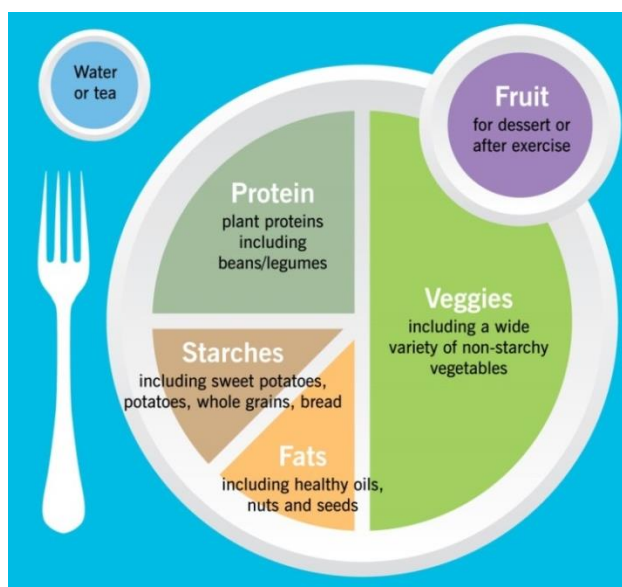 Water
or tea
Fruit
for dessert or
after exercise
Protein
plant proteins
including
beans/legumes
Veggies
including a wide
variety of non-starchy
vegetables
Starches
including sweet potatoes,
potatoes, whole grains, bread
Fats
including healthy oils,
nuts and seeds